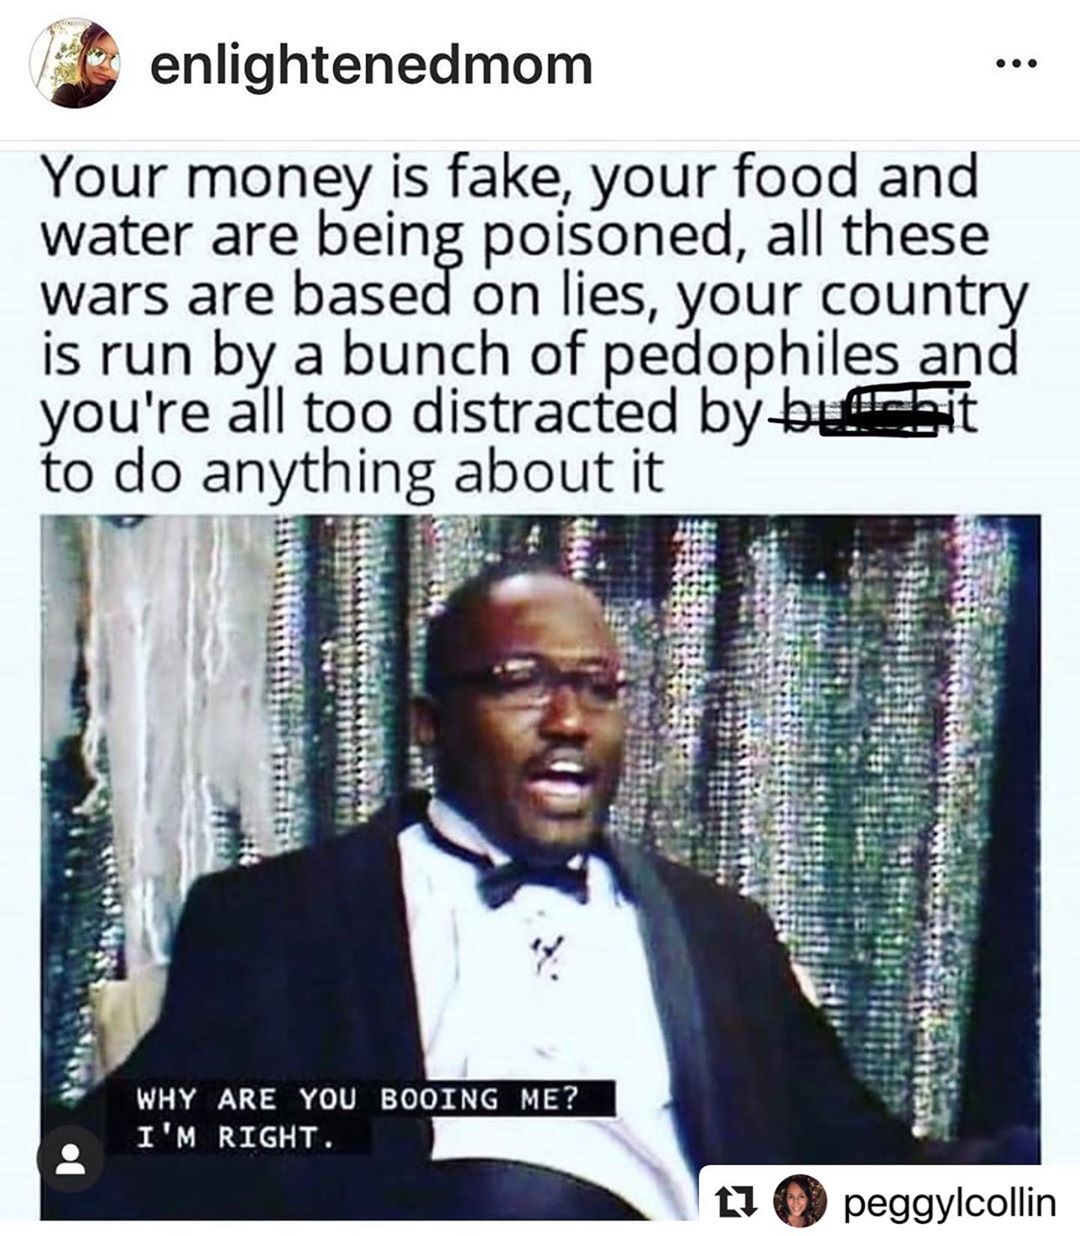 enlightenedmom
Your money is fake, your food and
water are being poisoned, all these
wars are based on lies, your country
is run by a bunch of pedophiles and
you're all too distracted by
to do anything about it
WHY ARE YOU BOOING ME?
I'M RIGHT.
peggylcollin